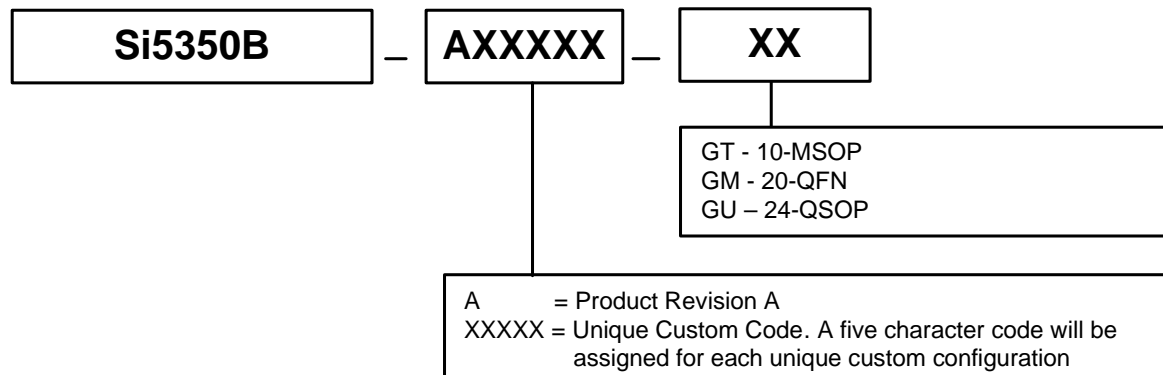 Si5350B – AXXXXX – XX
GT - 10-MSOP
GM - 20-QFN
GU – 24-QSOP
A = Product Revision A
XXXXX = Unique Custom Code. A five character code will be
assigned for each unique custom configuration